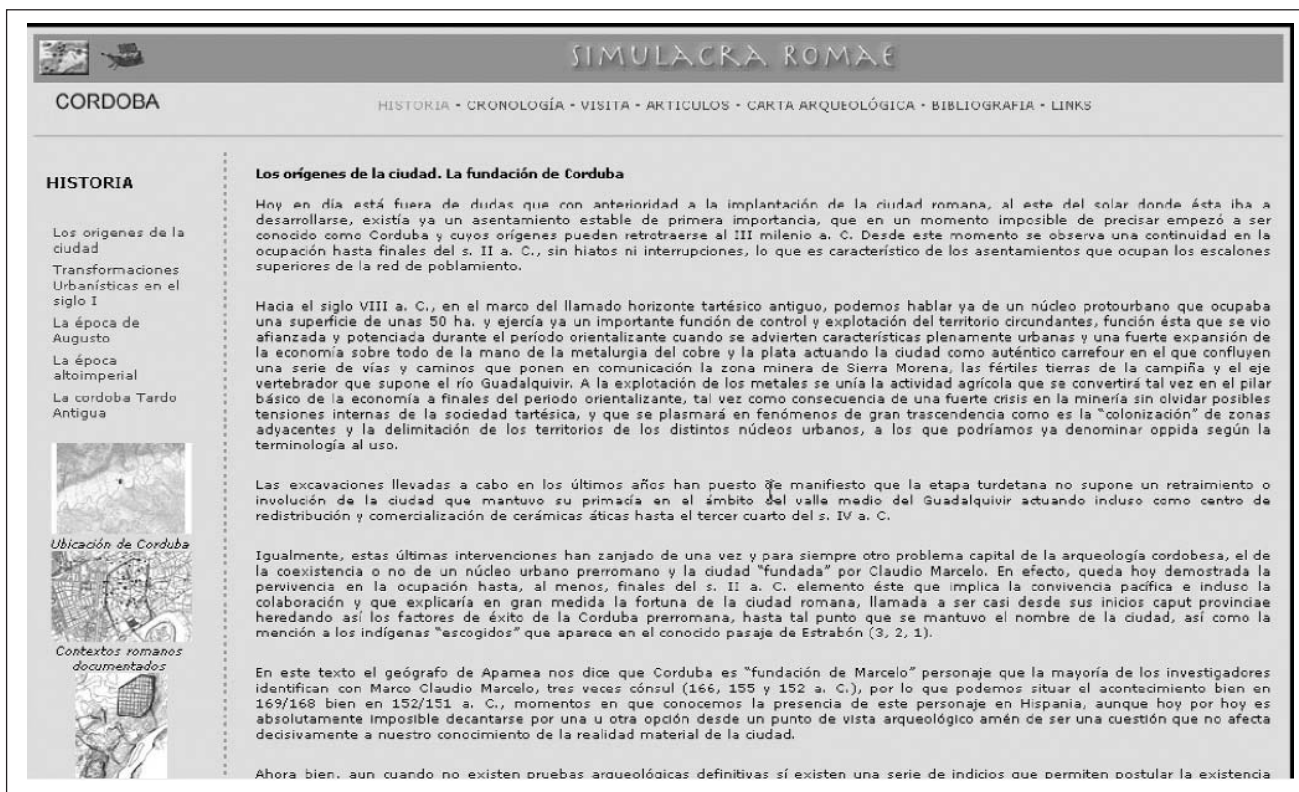 SIMULACRA ROMAE
CORDOBA
HISTORIA - CRONOLOGÍA - VISITA - ARTICULOS - CARTA ARQUEOLÓGICA - BIBLIOGRAFIA - LINKS
HISTORIA
Los origenes de la
ciudad
Transformaciones
Urbanísticas en el
siglo I
La época de
Augusto
La época
altoimperial
La cordoba Tardo
Antigua
Ubicación de Corduba
Contextos romanos
documentados
Los orígenes de la ciudad. La fundación de Corduba
Hoy en día está fuera de dudas que con anterioridad a la implantación de la ciudad romana, al este del solar donde ésta iba a
desarrollarse, existía ya un asentamiento estable de primera importancia, que en un momento imposible de precisar empezó a ser
conocido como Corduba y cuyos orígenes pueden retrotraerse al III milenio a. C. Desde este momento se observa una continuidad en la
ocupación hasta finales del s. II a. C., sin hiatos ni interrupciones, lo que es característico de los asentamientos que ocupan los escalones
superiores de la red de poblamiento.
Hacia el siglo VIII a. C., en el marco del llamado horizonte tartésico antiguo, podemos hablar ya de un núcleo protourbano que ocupaba
una superficie de unas 50 ha. y ejercía ya un importante función de control y explotación del territorio circundantes, función ésta que se vio
afianzada y potenciada durante el período orientalizante cuando se advierten características plenamente urbanas y una fuerte expansión de
la economía sobre todo de la mano de la metalurgia del cobre y la plata actuando la ciudad como auténtico carrefour en el que confluyen
una serie de vías y caminos que ponen en comunicación la zona minera de Sierra Morena, las fértiles tierras de la campiña y el eje
vertebrador que supone el río Guadalquivir. A la explotación de los metales se unía la actividad agrícola que se convertirá tal vez en el pilar
básico de la economía a finales del periodo orientalizante, tal vez como consecuencia de una fuerte crisis en la minería sin olvidar posibles
tensiones internas de la sociedad tartésica, y que se plasmará en fenómenos de gran trascendencia como es la "colonización" de zonas
adyacentes y la delimitación de los territorios de los distintos núcleos urbanos, a los que podríamos ya denominar oppida según la
terminología al uso.
Las excavaciones llevadas a cabo en los últimos años han puesto de manifiesto que la etapa turdetana no supone un retraimiento o
involución de la ciudad que mantuvo su primacía en el ámbito del valle medio del Guadalquivir actuando incluso como centro de
redistribución y comercialización de cerámicas áticas hasta el tercer cuarto del s. IV a. C.
Igualmente, estas últimas intervenciones han zanjado de una vez y para siempre otro problema capital de la arqueología cordobesa, el de
la coexistencia o no de un núcleo urbano prerromano y la ciudad "fundada" por Claudio Marcelo. En efecto, queda hoy demostrada la
pervivencia en la ocupación hasta, al menos, finales del s. II a. C. elemento éste que implica la convivencia pacífica e incluso la
colaboración y que explicaría en gran medida la fortuna de la ciudad romana, llamada a ser casi desde sus inicios caput provinciae
heredando así los factores de éxito de la Corduba prerromana, hasta tal punto que se mantuvo el nombre de la ciudad, así como la
mención a los indígenas "escogidos" que aparece en el conocido pasaje de Estrabón (3, 2, 1).
En este texto el geógrafo de Apamea nos dice que Corduba es "fundación de Marcelo" personaje que la mayoría de los investigadores
identifican con Marco Claudio Marcelo, tres veces cónsul (166, 155 y 152 a. C.), por lo que podemos situar el acontecimiento bien en
169/168 bien en 152/151 a. C., momentos en que conocemos la presencia de este personaje en Hispania, aunque hoy por hoy es
absolutamente imposible decantarse por una u otra opción desde un punto de vista arqueológico amén de ser una cuestión que no afecta
decisivamente a nuestro conocimiento de la realidad material de la ciudad.
Ahora bien, aun cuando no existen pruebas arqueológicas definitivas sí existen una serie de indicios que permiten postular la existencia